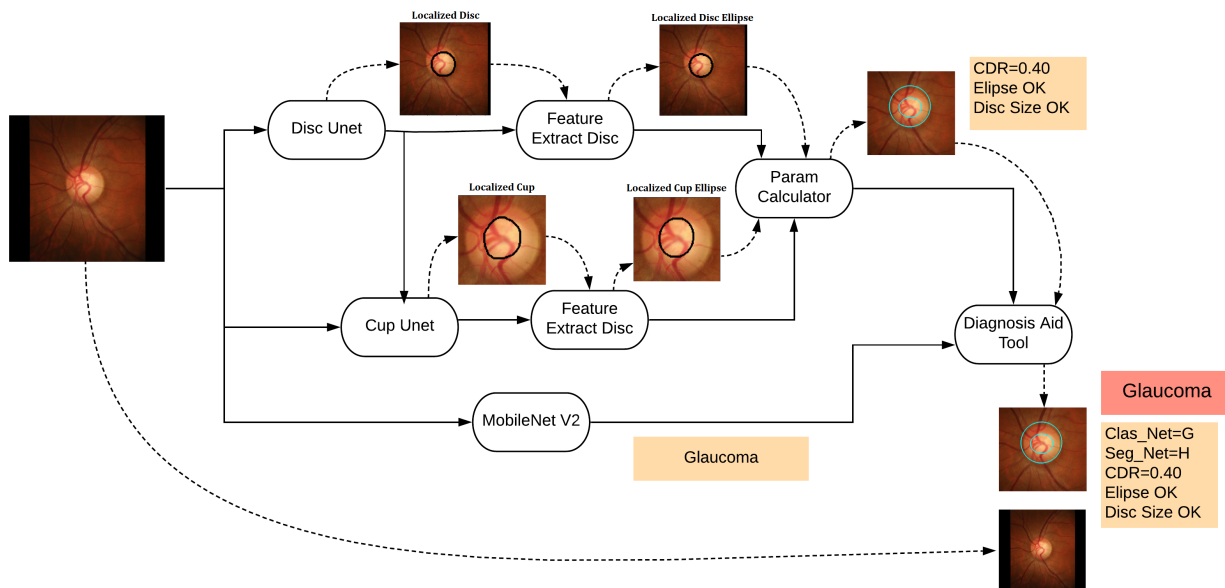 Localized Disc
Localized Disc Ellipse
CDR=0.40
Elipse OK
Disc Size OK
Disc Unet
Feature
Extract Disc
Param
Calculator
Localized Cup
Localized Cup Ellipse
Cup Unet
Feature
Extract Disc
Diagnosis Aid
Tool
MobileNet V2
Glaucoma
Glaucoma
Clas_Net=G
Seg_Net=H
CDR=0.40
Elipse OK
Disc Size OK